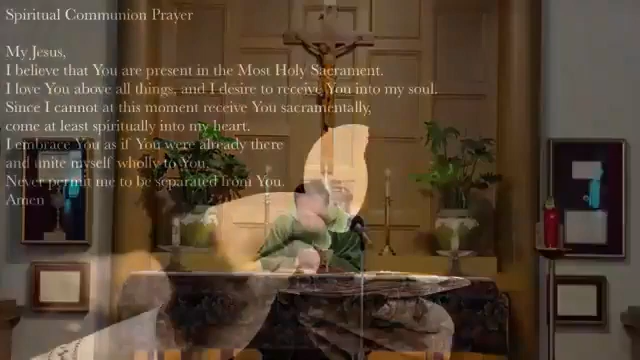 Spiritual Communion Prayer
My Jesus,
I believe that You are present in the Most Holy Sacrament.
I love You above all things, and I desire to receive You into my soul.
Since I cannot at this moment receive You sacramentally,
come at least spiritually into my heart.
I embrace You as if You were already there
and unite myself wholly to You.
Never permit me to be separated from You.
Amen